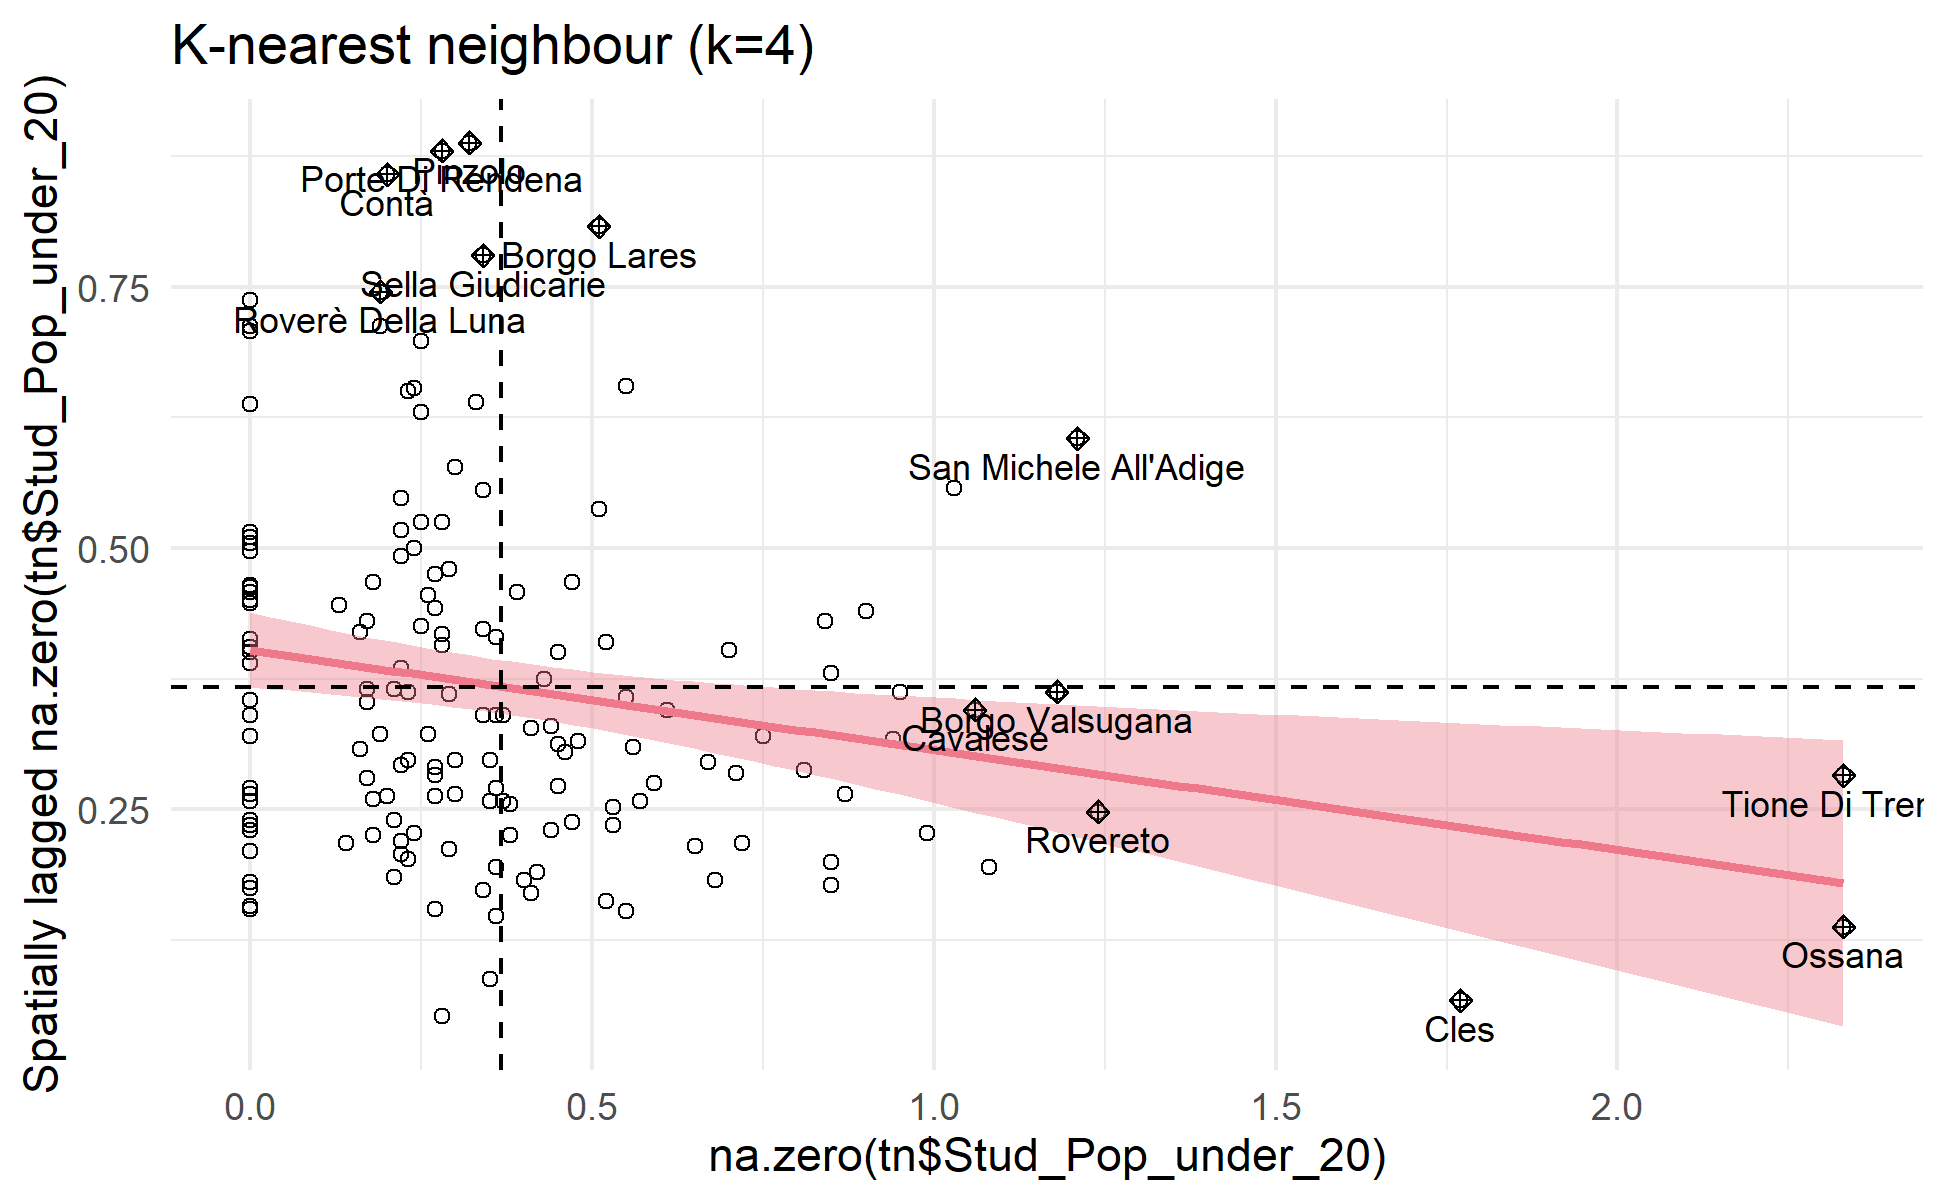 K-nearest neighbour (k=4)
Spatially lagged na.zero(tn$Stud_Pop_under_20)
Pinzolo
Porte Di Rendena
Contà
Borgo Lares
Sella Giudicarie
0.75
Roverè Della Luna
San Michele All'Adige
0.50
Borgo Valsugana
Cavalese
0.25
Tione Di Tren
Rovereto
Ossana
Cles
0.0
0.5
1.0
1.5
2.0
na.zero(tn$Stud_Pop_under_20)